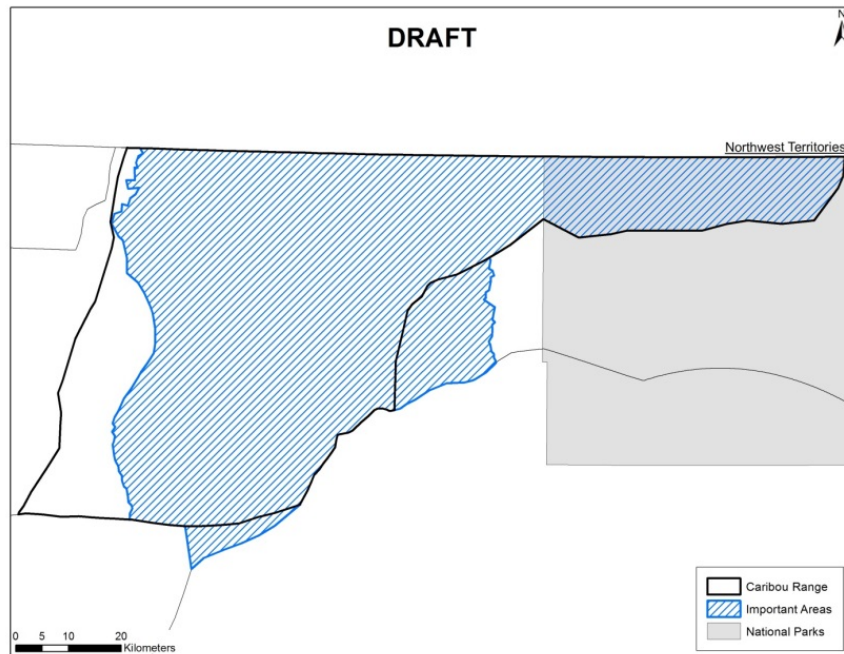 DRAFT
N
Northwest Territories
Caribou Range
Important Areas
National Parks
0 5 10 20
Kilometers